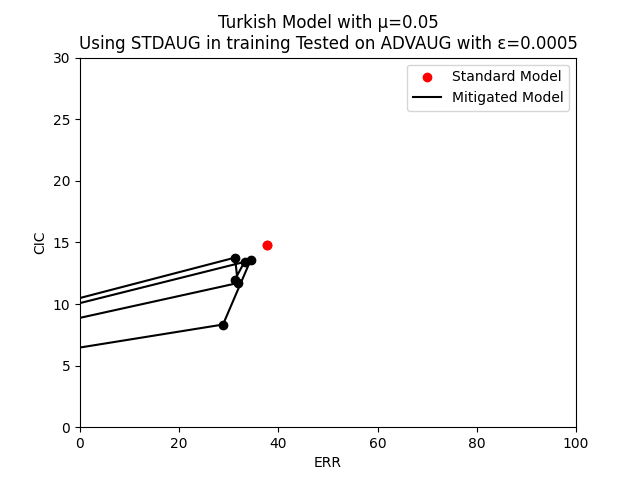 Turkish Model with μ=0.05
Using STDAUG in training Tested on ADVAUG with ε=0.0005
Standard Model
Mitigated Model
30
25
20
15
10
5
0
CIC
0 20 40 60 80 100
ERR